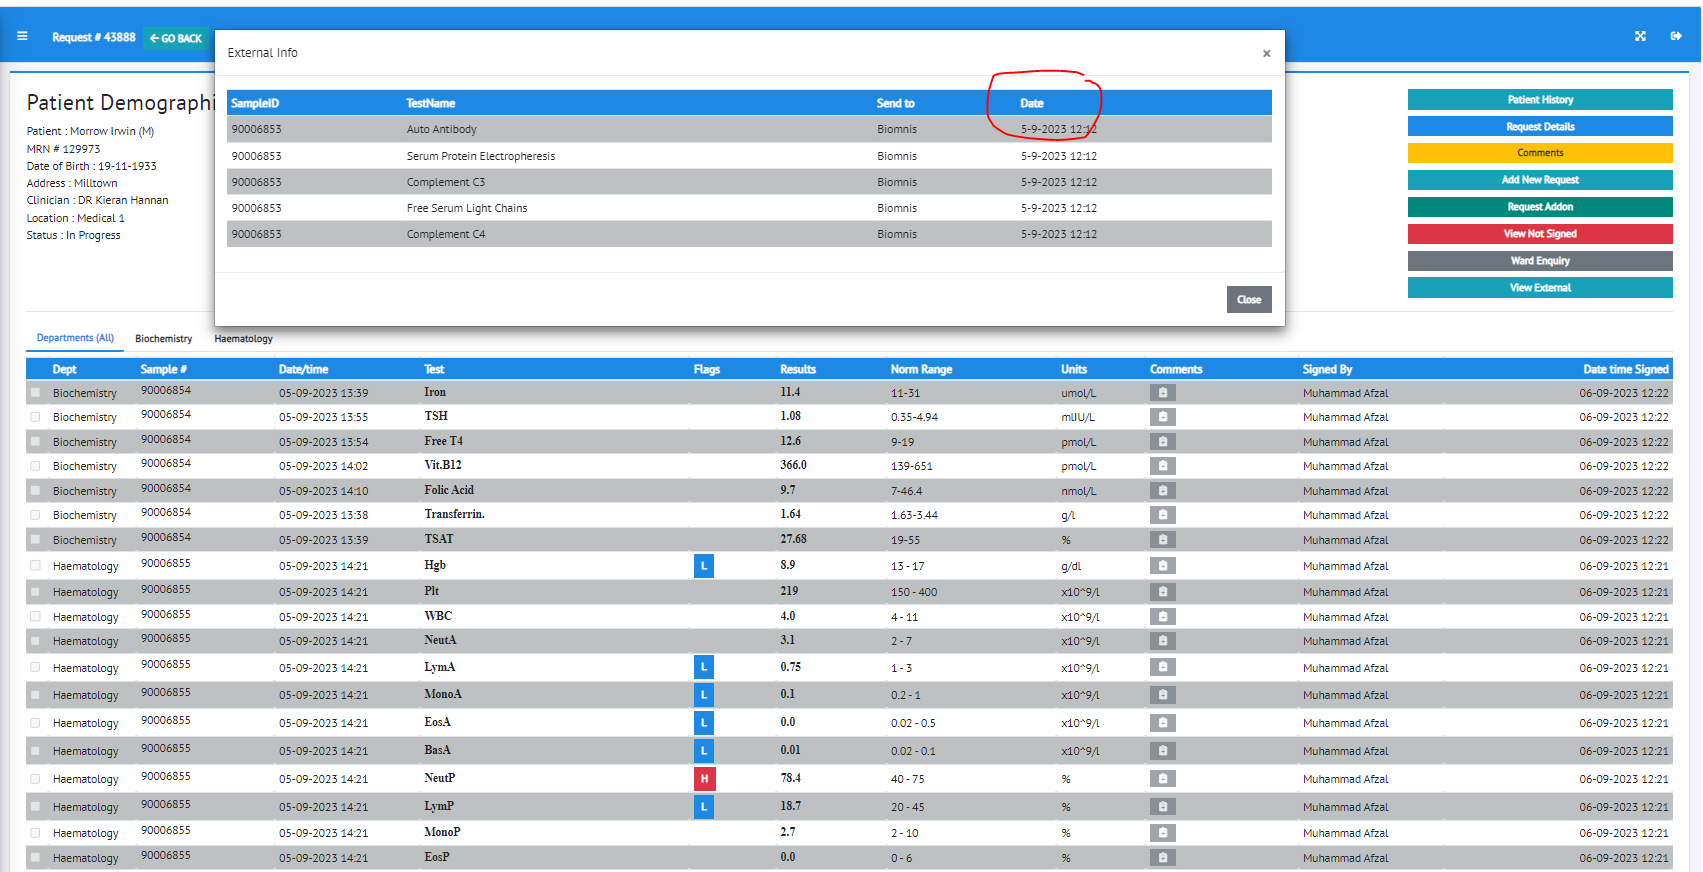 Request # 43888 GO BACK
External Info ×
SampleID TestName Send to Date
90006853 Auto Antibody Biomnis 5-9-2023 12:12
90006853 Serum Protein Electropheresis Biomnis 5-9-2023 12:12
90006853 Complement C3 Biomnis 5-9-2023 12:12
90006853 Free Serum Light Chains Biomnis 5-9-2023 12:12
90006853 Complement C4 Biomnis 5-9-2023 12:12
Close
Patient Demographi
Patient : Morrow Irwin (M)
MRN # 129973
Date of Birth : 19-11-1933
Address : Milltown
Clinician : DR Kieran Hannan
Location : Medical 1
Status : In Progress
Patient History
Request Details
Comments
Add New Request
Request Addon
View Not Signed
Ward Enquiry
View External
Departments (All) Biochemistry Haematology
Dept Sample # Date/time Test Flags Results Norm Range Units Comments Signed By Date time Signed
Biochemistry 90006854 05-09-2023 13:39 Iron 11.4 11-31 umol/L Muhammad Afzal 06-09-2023 12:22
Biochemistry 90006854 05-09-2023 13:55 TSH 1.08 0.35-4.94 mlIU/L Muhammad Afzal 06-09-2023 12:22
Biochemistry 90006854 05-09-2023 13:54 Free T4 12.6 9-19 pmol/L Muhammad Afzal 06-09-2023 12:22
Biochemistry 90006854 05-09-2023 14:02 Vit.B12 366.0 139-651 pmol/L Muhammad Afzal 06-09-2023 12:22
Biochemistry 90006854 05-09-2023 14:10 Folic Acid 9.7 7-46.4 nmol/L Muhammad Afzal 06-09-2023 12:22
Biochemistry 90006854 05-09-2023 13:38 Transferrin. 1.64 1.63-3.44 g/l Muhammad Afzal 06-09-2023 12:22
Biochemistry 90006854 05-09-2023 13:39 TSAT 27.68 19-55 % Muhammad Afzal 06-09-2023 12:22
Haematology 90006855 05-09-2023 14:21 Hgb L 8.9 13 - 17 g/dl Muhammad Afzal 06-09-2023 12:21
Haematology 90006855 05-09-2023 14:21 Plt 219 150 - 400 x10^9/l Muhammad Afzal 06-09-2023 12:21
Haematology 90006855 05-09-2023 14:21 WBC 4.0 4 - 11 x10^9/l Muhammad Afzal 06-09-2023 12:21
Haematology 90006855 05-09-2023 14:21 NeutA 3.1 2 - 7 x10^9/l Muhammad Afzal 06-09-2023 12:21
Haematology 90006855 05-09-2023 14:21 LymA L 0.75 1 - 3 x10^9/l Muhammad Afzal 06-09-2023 12:21
Haematology 90006855 05-09-2023 14:21 MonoA L 0.1 0.2 - 1 x10^9/l Muhammad Afzal 06-09-2023 12:21
Haematology 90006855 05-09-2023 14:21 EosA L 0.0 0.02 - 0.5 x10^9/l Muhammad Afzal 06-09-2023 12:21
Haematology 90006855 05-09-2023 14:21 BasA L 0.01 0.02 - 0.1 x10^9/l Muhammad Afzal 06-09-2023 12:21
Haematology 90006855 05-09-2023 14:21 NeutP H 78.4 40 - 75 % Muhammad Afzal 06-09-2023 12:21
Haematology 90006855 05-09-2023 14:21 LymP L 18.7 20 - 45 % Muhammad Afzal 06-09-2023 12:21
Haematology 90006855 05-09-2023 14:21 MonoP 2.7 2 - 10 % Muhammad Afzal 06-09-2023 12:21
Haematology 90006855 05-09-2023 14:21 EosP 0.0 0 - 6 % Muhammad Afzal 06-09-2023 12:21